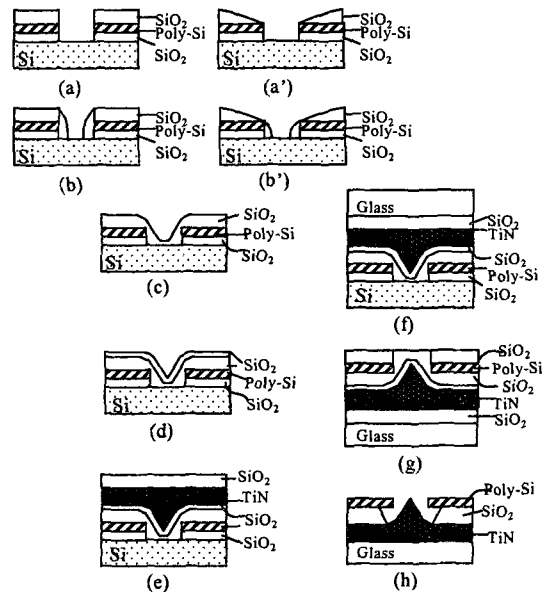 SiO2
Poly-Si
SiO2
Si
(a)
SiO2
Poly-Si
SiO2
Si
(a')
SiO2
Poly-Si
SiO2
Si
(b)
SiO2
Poly-Si
SiO2
Si
(b')
SiO2
Poly-Si
SiO2
Si
(c)
SiO2
Poly-Si
SiO2
Si
(d)
SiO2
TiN
SiO2
SiO2
Si
(e)
Glass
SiO2
TiN
SiO2
Poly-Si
SiO2
Si
(f)
SiO2
Poly-Si
SiO2
TiN
SiO2
Glass
(g)
Poly-Si
SiO2
TiN
Glass
(h)